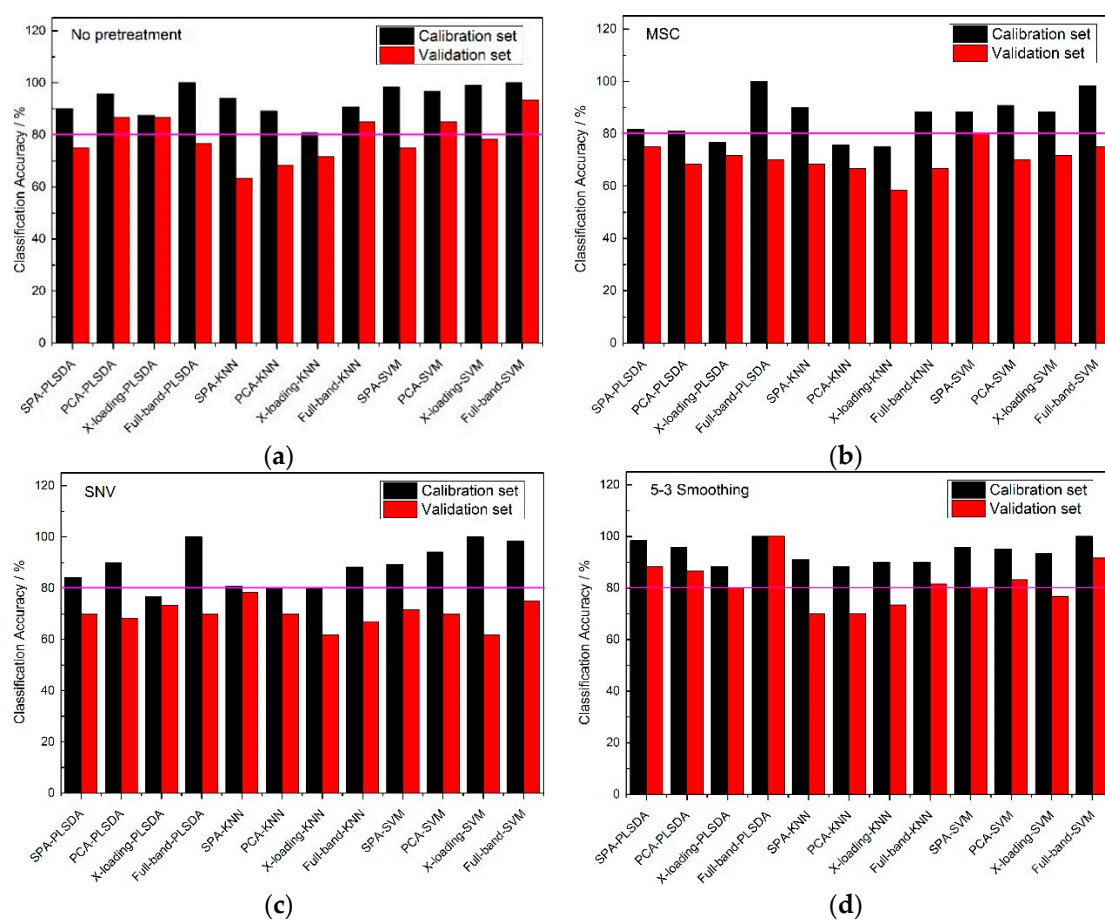 No pretreatment
Calibration set
Validation set
Classification Accuracy / %
120
100
80
60
40
20
0
SPA-PLSDA
PCA-PLSDA
X-loading-PLSDA
Full-band-PLSDA
SPA-KNN
PCA-KNN
X-loading-KNN
Full-band-KNN
SPA-SVM
PCA-SVM
X-loading-SVM
Full-band-SVM
(a)
MSC
Calibration set
Validation set
Classification Accuracy / %
120
100
80
60
40
20
0
SPA-PLSDA
PCA-PLSDA
X-loading-PLSDA
Full-band-PLSDA
SPA-KNN
PCA-KNN
X-loading-KNN
Full-band-KNN
SPA-SVM
PCA-SVM
X-loading-SVM
Full-band-SVM
(b)
SNV
Calibration set
Validation set
Classification Accuracy / %
120
100
80
60
40
20
0
SPA-PLSDA
PCA-PLSDA
X-loading-PLSDA
Full-band-PLSDA
SPA-KNN
PCA-KNN
X-loading-KNN
Full-band-KNN
SPA-SVM
PCA-SVM
X-loading-SVM
Full-band-SVM
(c)
5-3 Smoothing
Calibration set
Validation set
Classification Accuracy / %
120
100
80
60
40
20
0
SPA-PLSDA
PCA-PLSDA
X-loading-PLSDA
Full-band-PLSDA
SPA-KNN
PCA-KNN
X-loading-KNN
Full-band-KNN
SPA-SVM
PCA-SVM
X-loading-SVM
Full-band-SVM
(d)